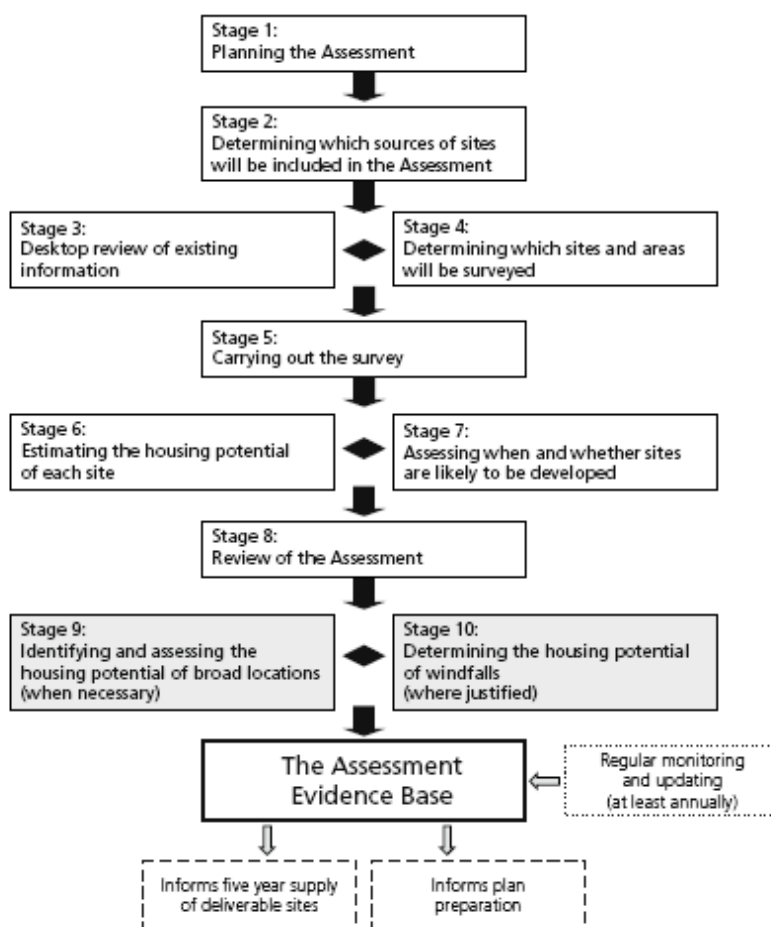 Stage 1:
Planning the Assessment
Stage 2:
Determining which sources of sites
will be included in the Assessment
Stage 3:
Desktop review of existing
information
Stage 4:
Determining which sites and areas
will be surveyed
Stage 5:
Carrying out the survey
Stage 6:
Estimating the housing potential
of each site
Stage 7:
Assessing when and whether sites
are likely to be developed
Stage 8:
Review of the Assessment
Stage 9:
Identifying and assessing the
housing potential of broad locations
(when necessary)
Stage 10:
Determining the housing potential
of windfalls
(where justified)
The Assessment
Evidence Base
Regular monitoring
and updating
(at least annually)
Informs five year supply
of deliverable sites
Informs plan
preparation